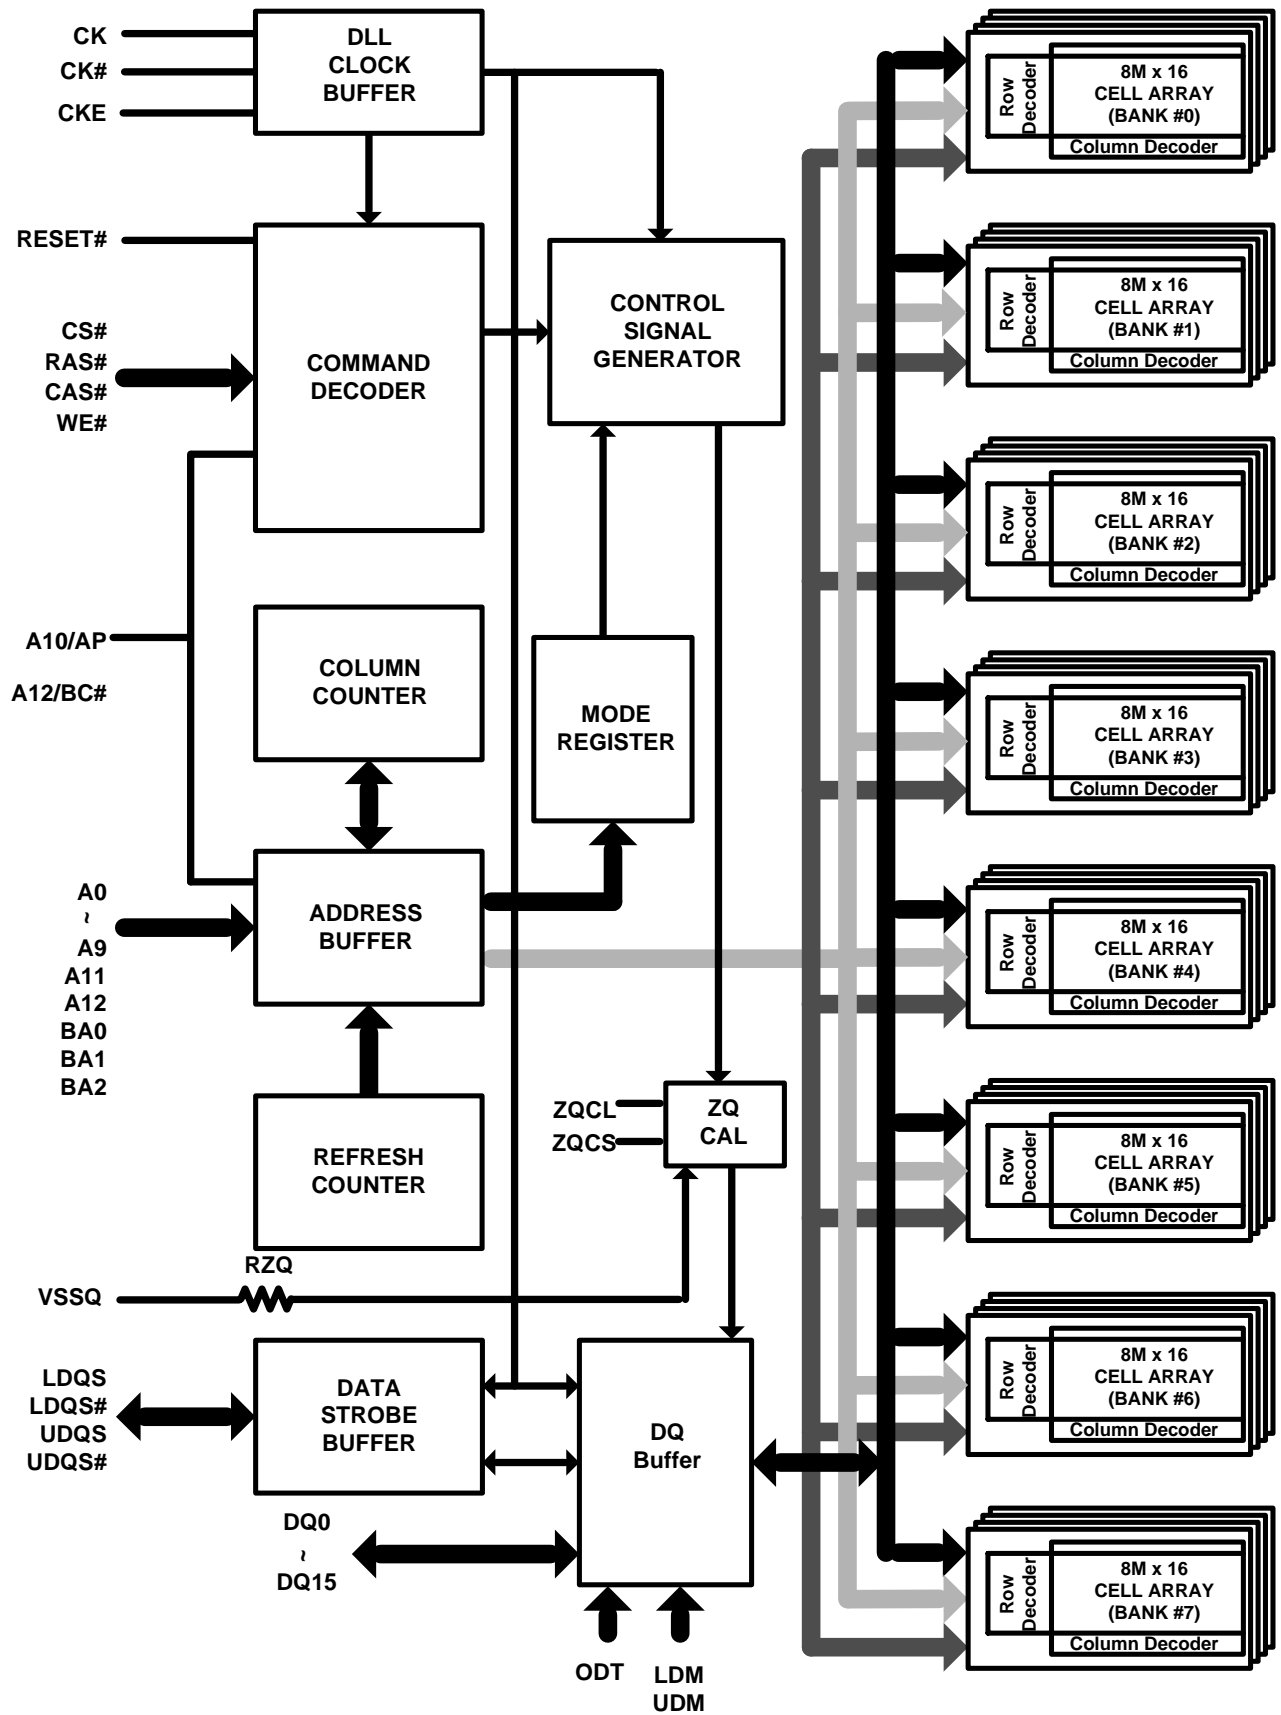 CK
CK#
CKE
DLL
CLOCK
BUFFER
RESET#
CS#
RAS#
CAS#
WE#
COMMAND
DECODER
CONTROL
SIGNAL
GENERATOR
A10/AP
A12/BC#
COLUMN
COUNTER
MODE
REGISTER
A0
~
A9
A11
A12
BA0
BA1
BA2
ADDRESS
BUFFER
REFRESH
COUNTER
ZQCL
ZQCS
ZQ
CAL
RZQ
VSSQ
LDQS
LDQS#
UDQS
UDQS#
DATA
STROBE
BUFFER
DQ
Buffer
DQ0
~
DQ15
ODT
LDM
UDM
Row
Decoder
8M x 16
CELL ARRAY
(BANK #0)
Column Decoder
Row
Decoder
8M x 16
CELL ARRAY
(BANK #1)
Column Decoder
Row
Decoder
8M x 16
CELL ARRAY
(BANK #2)
Column Decoder
Row
Decoder
8M x 16
CELL ARRAY
(BANK #3)
Column Decoder
Row
Decoder
8M x 16
CELL ARRAY
(BANK #4)
Column Decoder
Row
Decoder
8M x 16
CELL ARRAY
(BANK #5)
Column Decoder
Row
Decoder
8M x 16
CELL ARRAY
(BANK #6)
Column Decoder
Row
Decoder
8M x 16
CELL ARRAY
(BANK #7)
Column Decoder